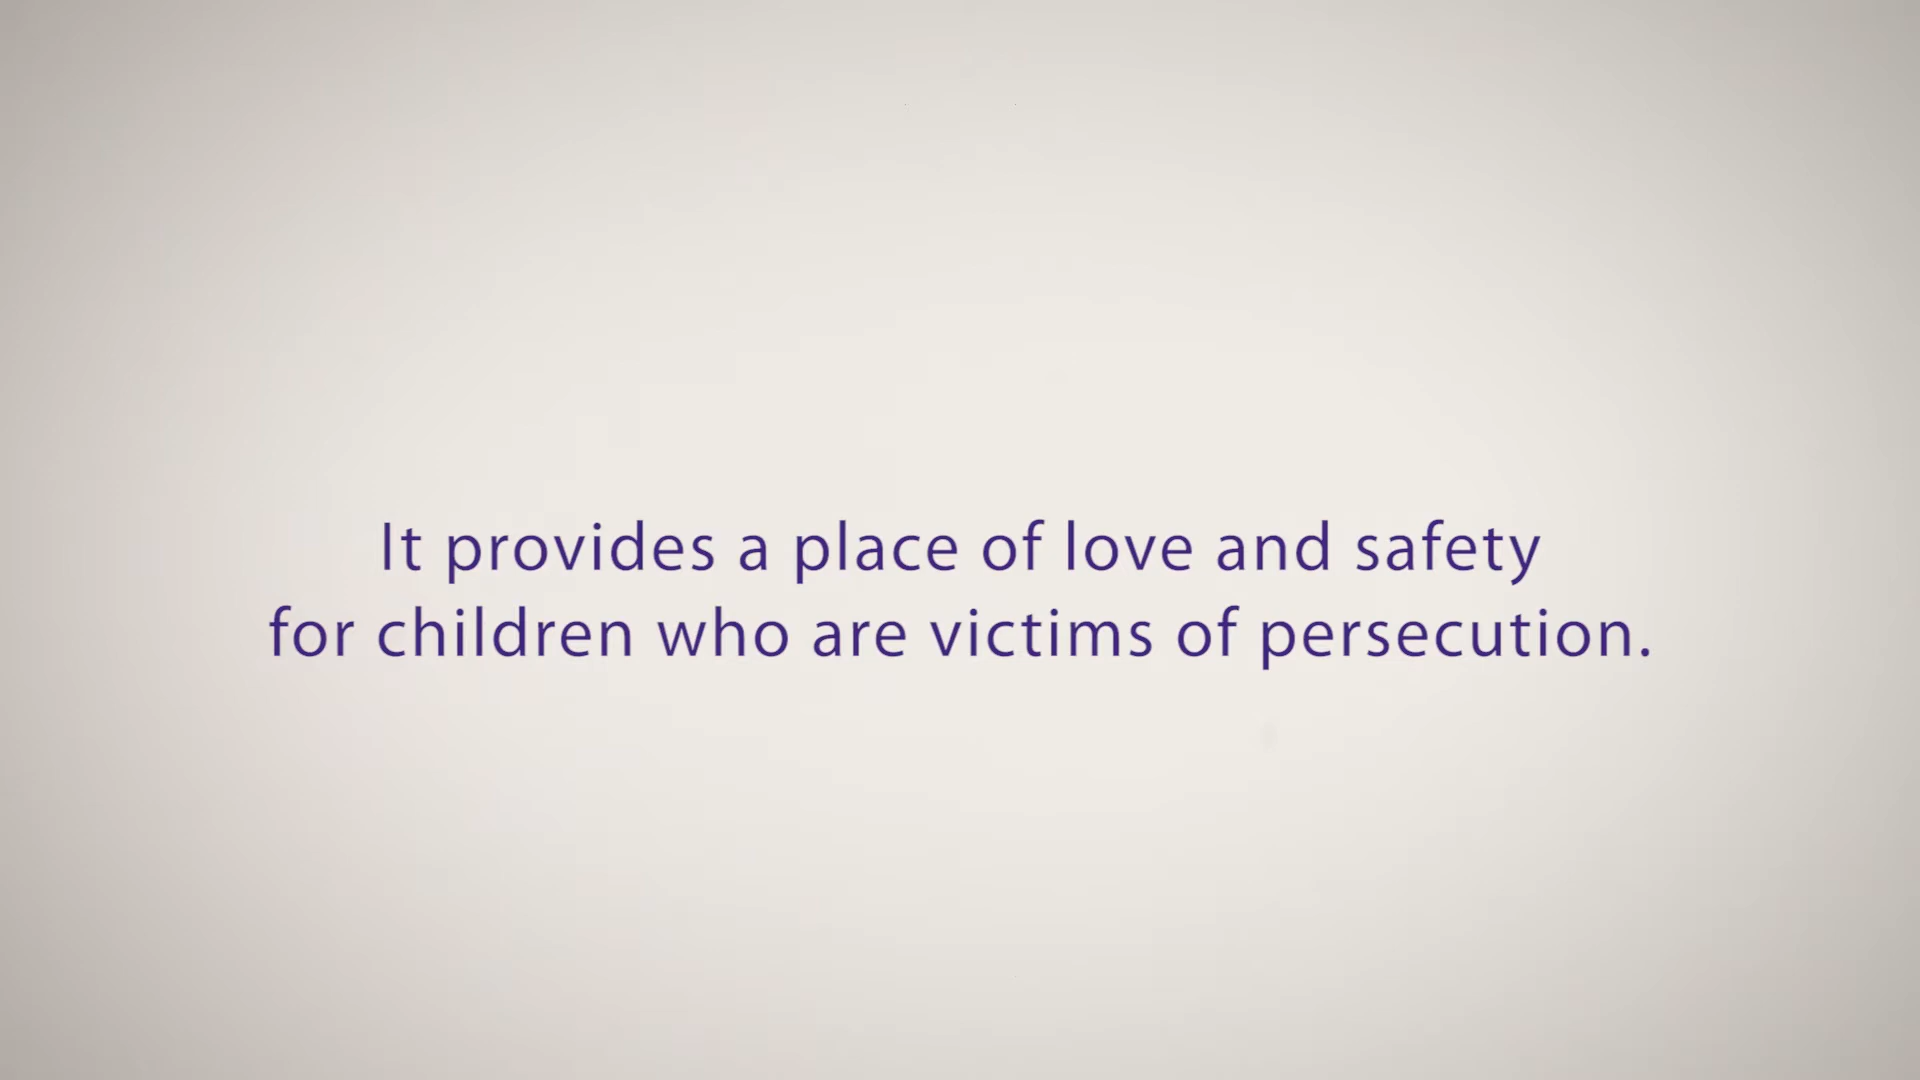 It provides a place of love and safety
for children who are victims of persecution.